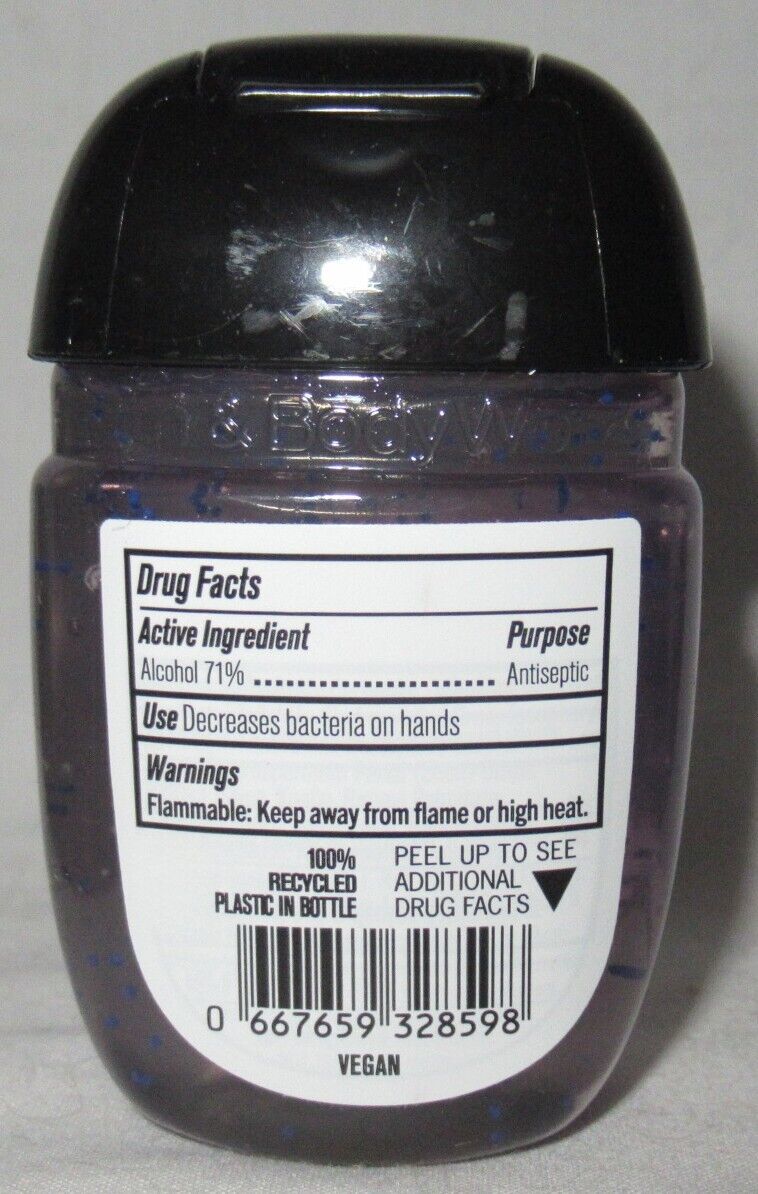 & Body Works
Drug Facts
Active Ingredient Purpose
Alcohol 71% ........................ Antiseptic
Use Decreases bacteria on hands
Warnings
Flammable: Keep away from flame or high heat.
100%
RECYCLED
PLASTIC IN BOTTLE
PEEL UP TO SEE
ADDITIONAL
DRUG FACTS ▼
0 667659 328598
VEGAN